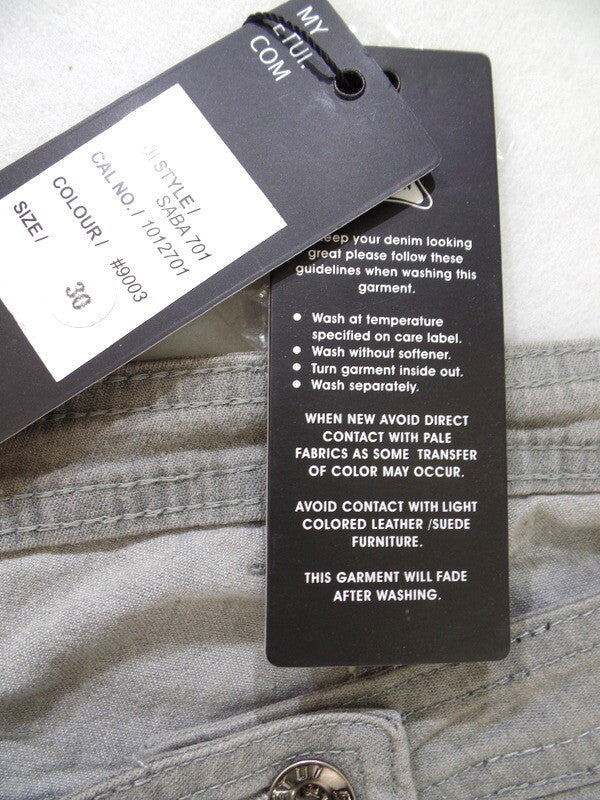 MY
ETUI.
COM
STYLE/
SABA 701
CAL NO. / 1012701
COLOUR/ #9003
SIZE/
30
your denim looking
great please follow these
guidelines when washing this
garment.
• Wash at temperature
specified on care label.
• Wash without softener.
• Turn garment inside out.
• Wash separately.
WHEN NEW AVOID DIRECT
CONTACT WITH PALE
FABRICS AS SOME TRANSFER
OF COLOR MAY OCCUR.
AVOID CONTACT WITH LIGHT
COLORED LEATHER /SUEDE
FURNITURE.
THIS GARMENT WILL FADE
AFTER WASHING.
TUI